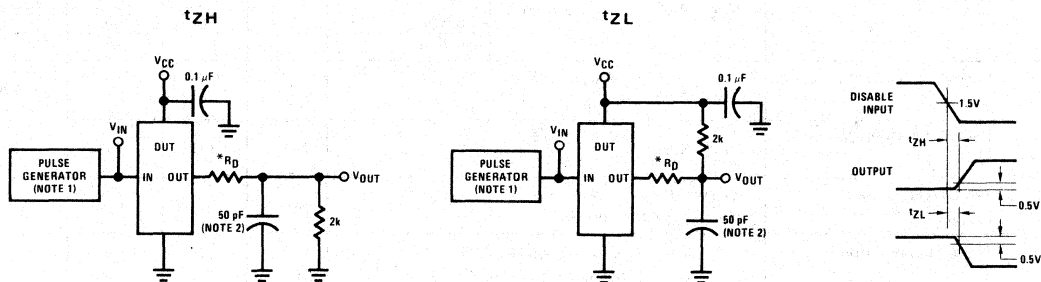 tZH
VCC
0.1 µF
VIN
DUT
PULSE
GENERATOR
(NOTE 1)
IN
OUT
*RD
VOUT
50 pF
(NOTE 2)
2k
tZL
VCC
0.1 µF
2k
VIN
DUT
PULSE
GENERATOR
(NOTE 1)
IN
OUT
*RD
VOUT
50 pF
(NOTE 2)
DISABLE
INPUT
1.5V
tZH
OUTPUT
0.5V
tZL
0.5V